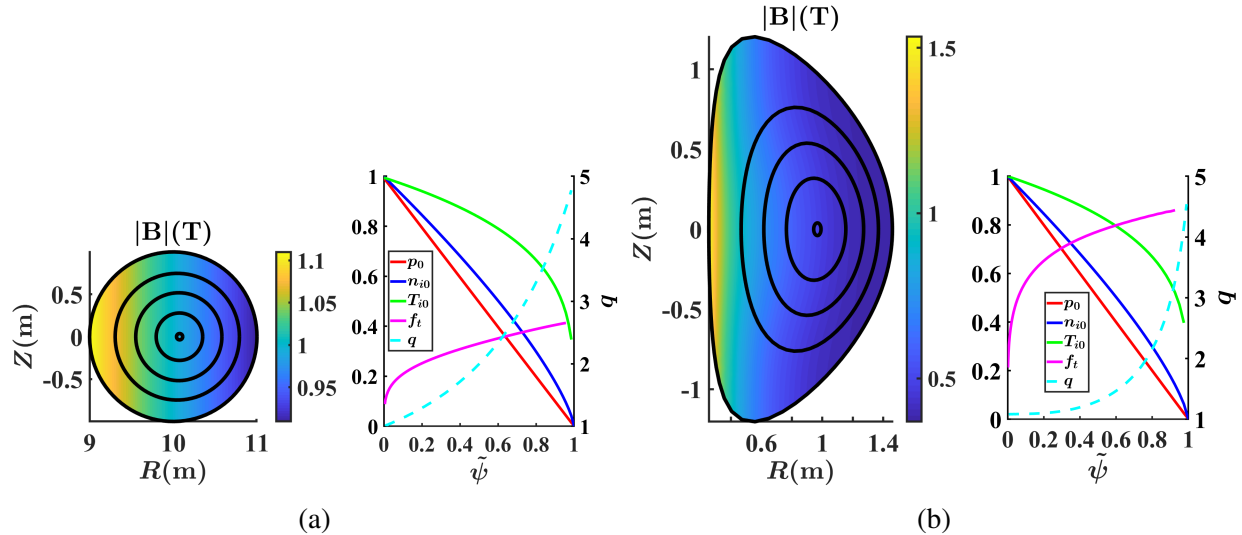 |B|(T)
Z(m)
0.5
0
-0.5
9 10 11
R(m)
1.1
1.05
1
0.95
1
0.8
0.6
0.4
0.2
0
p₀
nᵢ₀
Tᵢ₀
fₜ
q
5
4
3
2
1
q
0 0.2 0.4 0.6 0.8 1
ψ̃
(a)
|B|(T)
Z(m)
1
0.5
0
-0.5
-1
0.6 1 1.4
R(m)
1.5
1
0.5
1
0.8
0.6
0.4
0.2
0
p₀
nᵢ₀
Tᵢ₀
fₜ
q
5
4
3
2
1
q
0 0.2 0.4 0.6 0.8 1
ψ̃
(b)